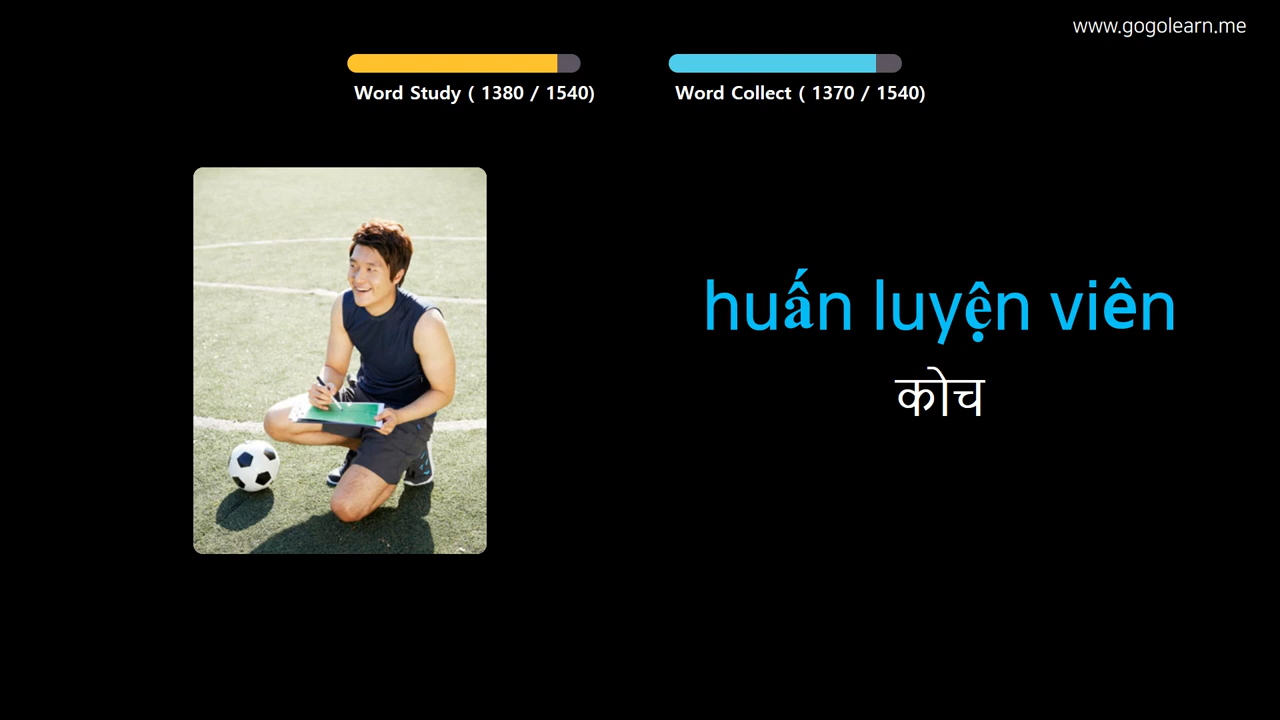 www.gogolearn.me
Word Study ( 1380 / 1540)
Word Collect ( 1370 / 1540)
huấn luyện viên
कोच